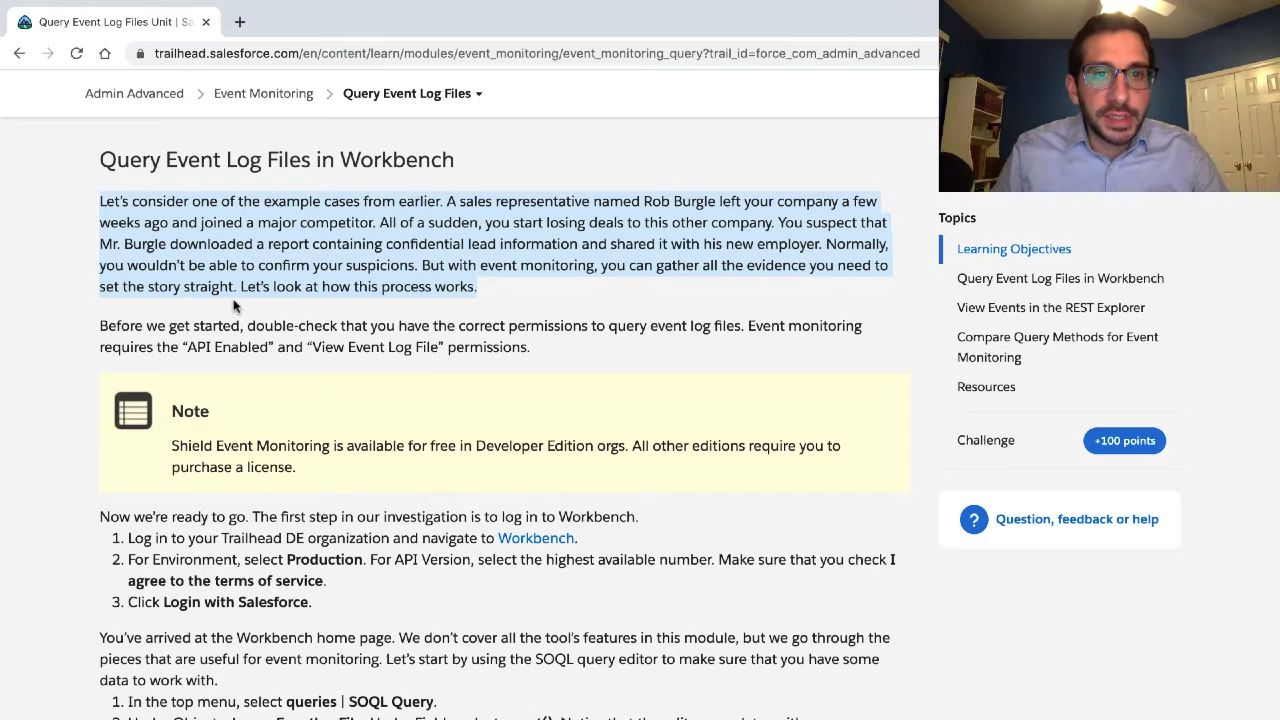 Query Event Log Files Unit | Sa
trailhead.salesforce.com/en/content/learn/modules/event_monitoring/event_monitoring_query?trail_id=force_com_admin_advanced
Admin Advanced > Event Monitoring > Query Event Log Files
Query Event Log Files in Workbench
Let's consider one of the example cases from earlier. A sales representative named Rob Burgle left your company a few
weeks ago and joined a major competitor. All of a sudden, you start losing deals to this other company. You suspect that
Mr. Burgle downloaded a report containing confidential lead information and shared it with his new employer. Normally,
you wouldn't be able to confirm your suspicions. But with event monitoring, you can gather all the evidence you need to
set the story straight. Let's look at how this process works.
Before we get started, double-check that you have the correct permissions to query event log files. Event monitoring
requires the “API Enabled” and “View Event Log File” permissions.
Note
Shield Event Monitoring is available for free in Developer Edition orgs. All other editions require you to
purchase a license.
Now we're ready to go. The first step in our investigation is to log in to Workbench.
1. Log in to your Trailhead DE organization and navigate to Workbench.
2. For Environment, select Production. For API Version, select the highest available number. Make sure that you check I
agree to the terms of service.
3. Click Login with Salesforce.
You've arrived at the Workbench home page. We don't cover all the tool's features in this module, but we go through the
pieces that are useful for event monitoring. Let's start by using the SOQL query editor to make sure that you have some
data to work with.
1. In the top menu, select queries | SOQL Query.
Topics
Learning Objectives
Query Event Log Files in Workbench
View Events in the REST Explorer
Compare Query Methods for Event
Monitoring
Resources
Challenge +100 points
? Question, feedback or help